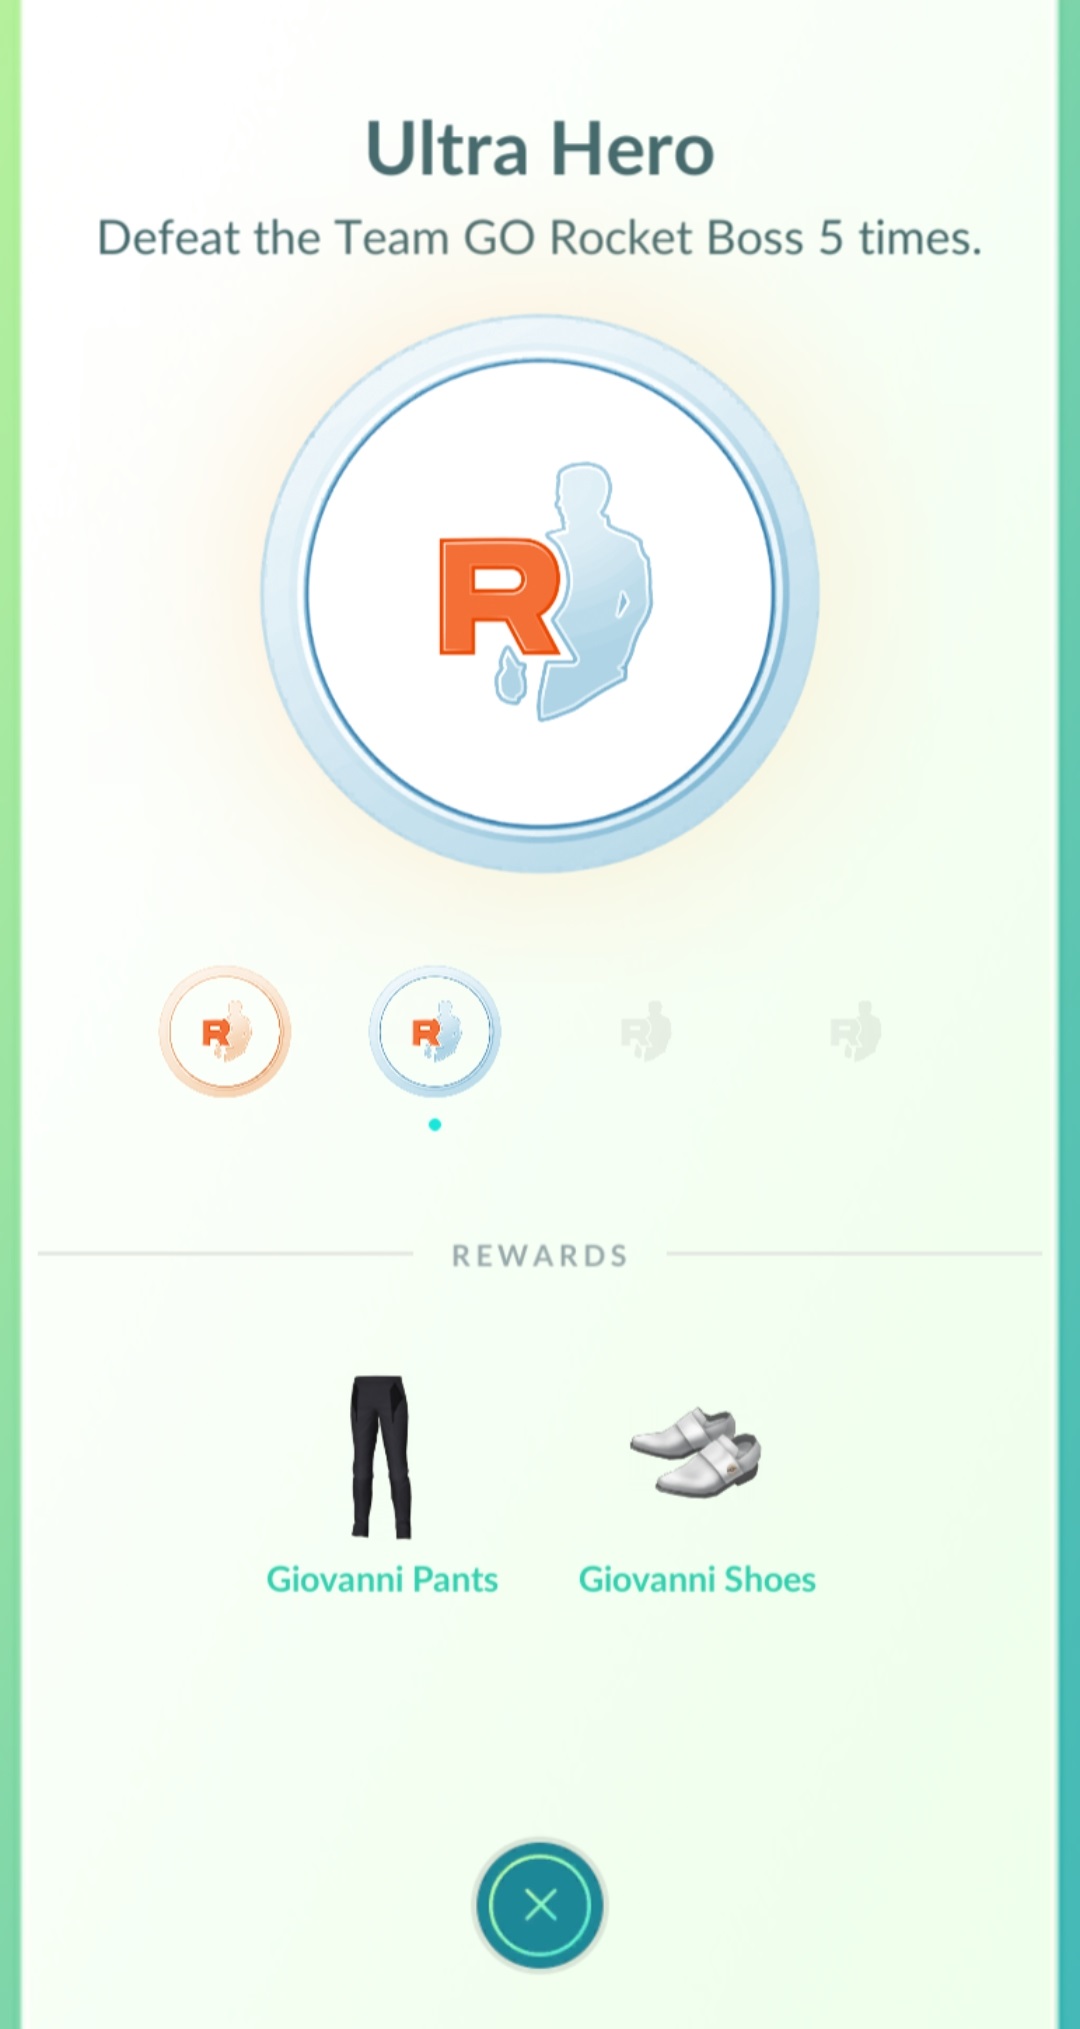 Ultra Hero
Defeat the Team GO Rocket Boss 5 times.
R
R R R R
REWARDS
Giovanni Pants Giovanni Shoes